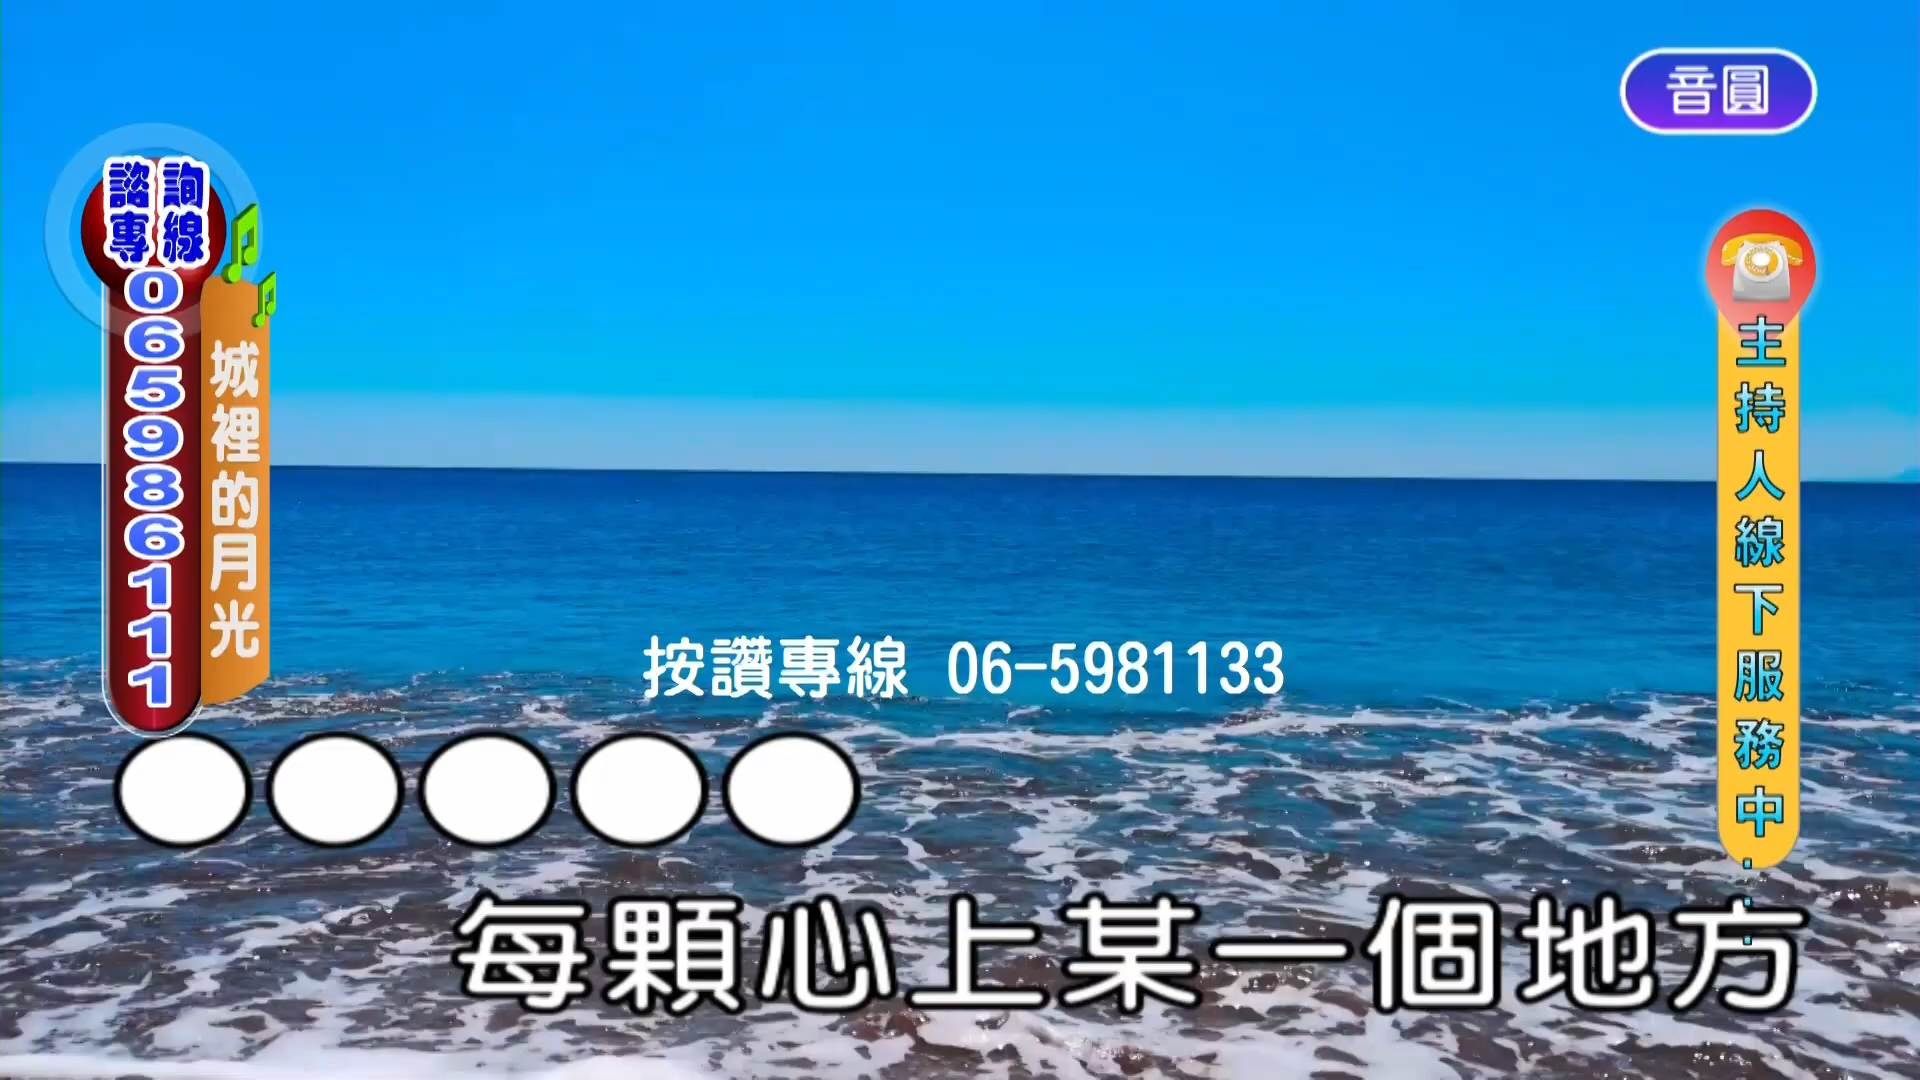 音圓
諮詢
專線
065986111
城裡的月光
主持人線下服務中...
按讚專線 06-5981133
每顆心上某一個地方